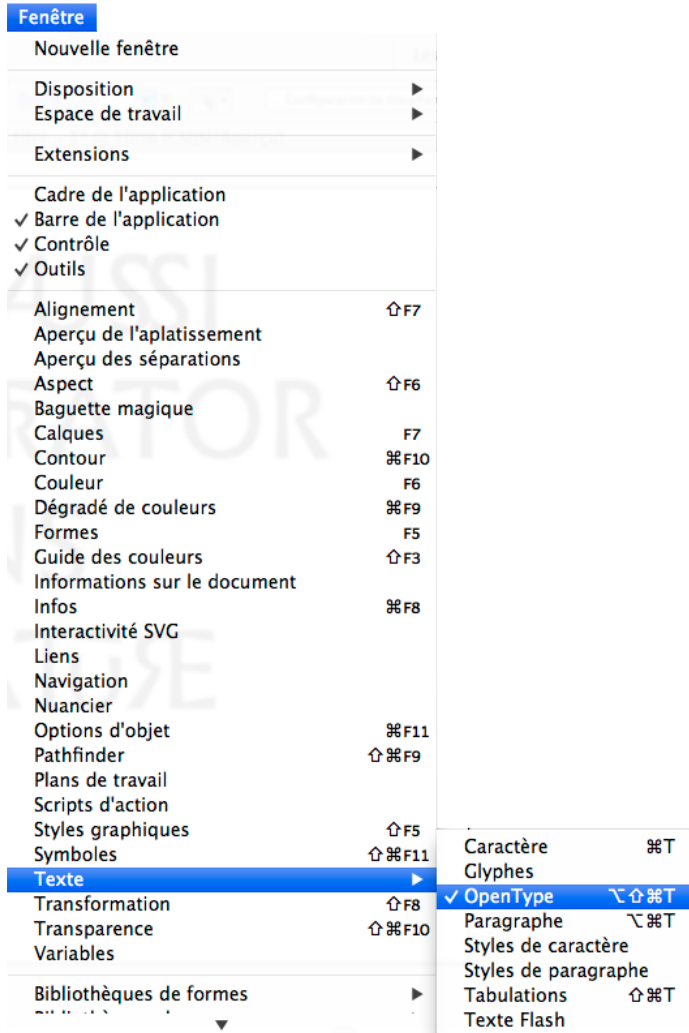 Fenêtre
Nouvelle fenêtre
Disposition ▶
Espace de travail ▶
Extensions ▶
Cadre de l'application
✓ Barre de l'application
✓ Contrôle
✓ Outils
Alignement ⇧F7
Aperçu de l'aplatissement
Aperçu des séparations
Aspect ⇧F6
Baguette magique
Calques F7
Contour ⌘F10
Couleur F6
Dégradé de couleurs ⌘F9
Formes F5
Guide des couleurs ⇧F3
Informations sur le document
Infos ⌘F8
Interactivité SVG
Liens
Navigation
Nuancier
Options d'objet ⌘F11
Pathfinder ⇧⌘F9
Plans de travail
Scripts d'action
Styles graphiques ⇧F5
Symboles ⇧⌘F11
Texte ▶
Transformation ⇧F8
Transparence ⇧⌘F10
Variables
Bibliothèques de formes ▶
Caractère ⌘T
Glyphes
✓ OpenType ⌥⇧⌘T
Paragraphe ⌥⌘T
Styles de caractère
Styles de paragraphe
Tabulations ⇧⌘T
Texte Flash